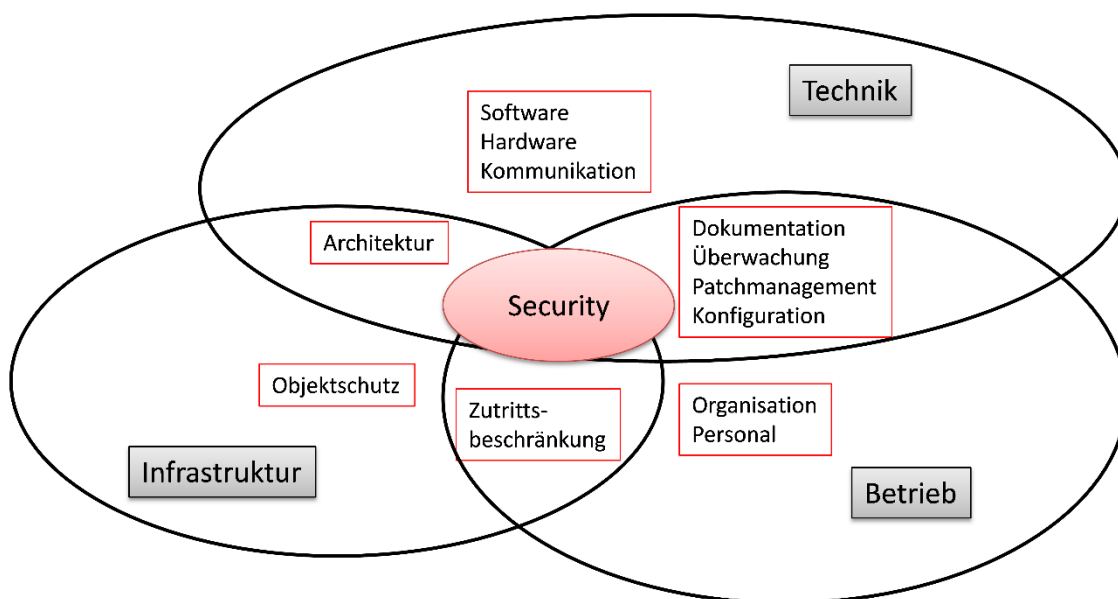 Technik
Software
Hardware
Kommunikation
Architektur
Dokumentation
Überwachung
Patchmanagement
Konfiguration
Security
Objektschutz
Zutritts-
beschränkung
Organisation
Personal
Infrastruktur
Betrieb